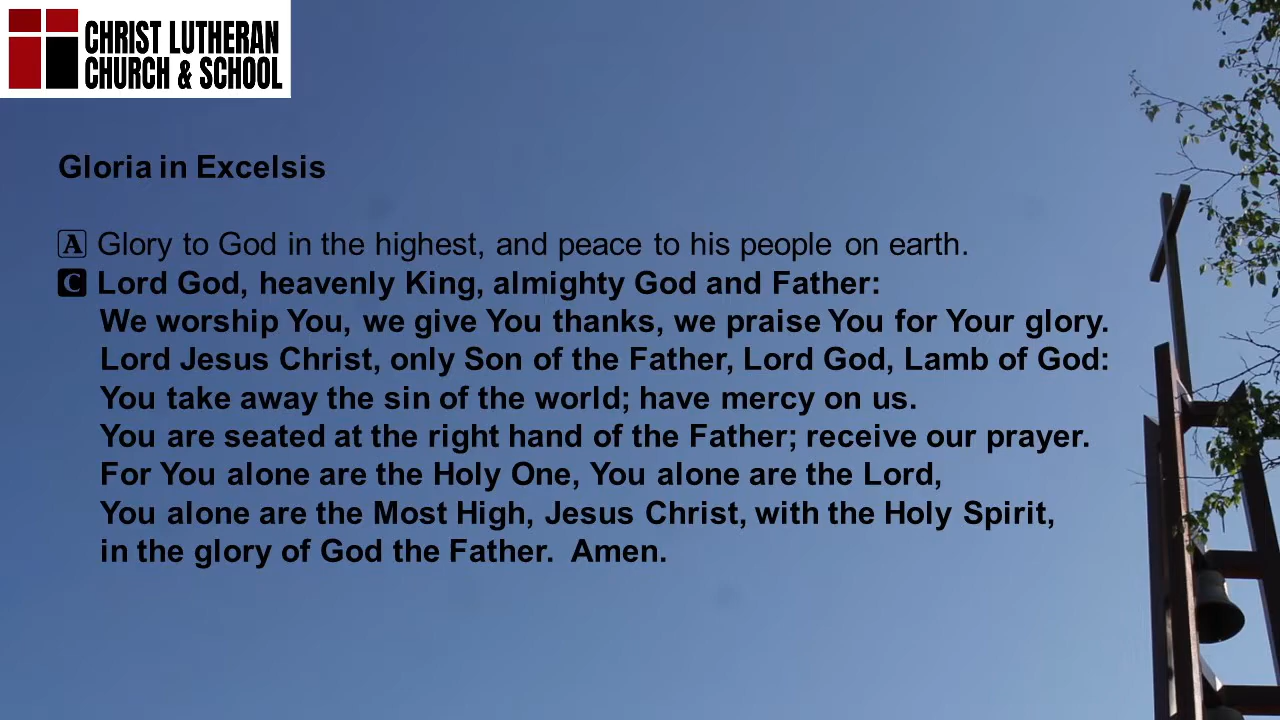 CHRIST LUTHERAN
CHURCH & SCHOOL
Gloria in Excelsis
A Glory to God in the highest, and peace to his people on earth.
C Lord God, heavenly King, almighty God and Father:
We worship You, we give You thanks, we praise You for Your glory.
Lord Jesus Christ, only Son of the Father, Lord God, Lamb of God:
You take away the sin of the world; have mercy on us.
You are seated at the right hand of the Father; receive our prayer.
For You alone are the Holy One, You alone are the Lord,
You alone are the Most High, Jesus Christ, with the Holy Spirit,
in the glory of God the Father.  Amen.